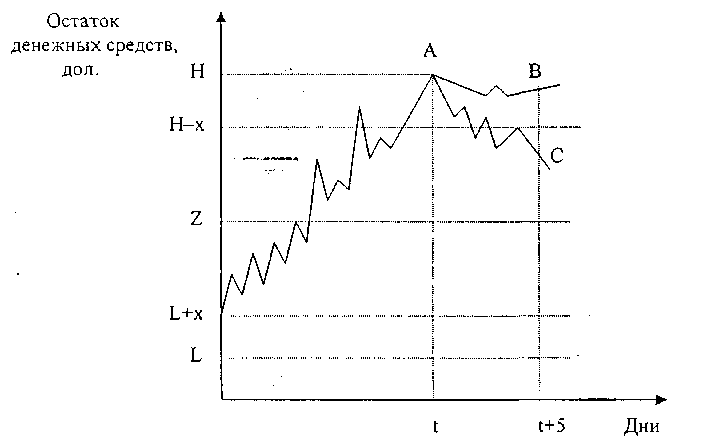 Остаток
денежных средств,
дол.
H
A
B
H–x
C
Z
L+x
L
t
t+5
Дни